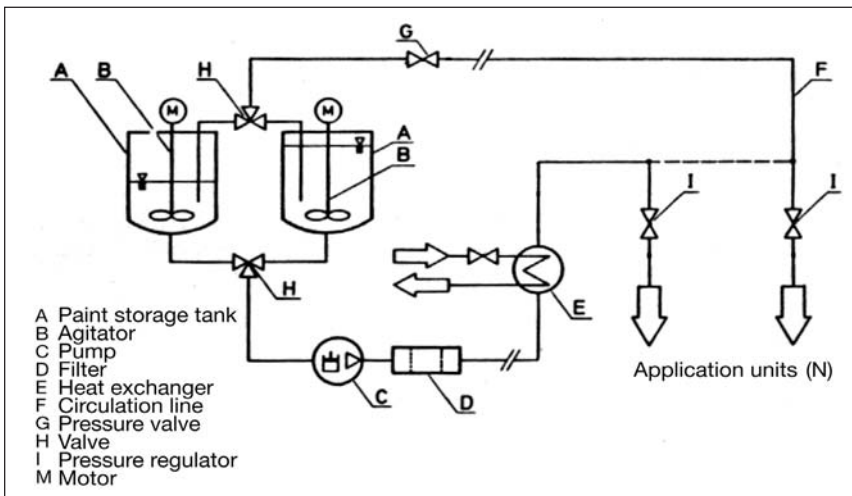 G
A
B
H
F
M
M
A
B
I
I
H
E
C
D
Application units (N)
A Paint storage tank
B Agitator
C Pump
D Filter
E Heat exchanger
F Circulation line
G Pressure valve
H Valve
I Pressure regulator
M Motor